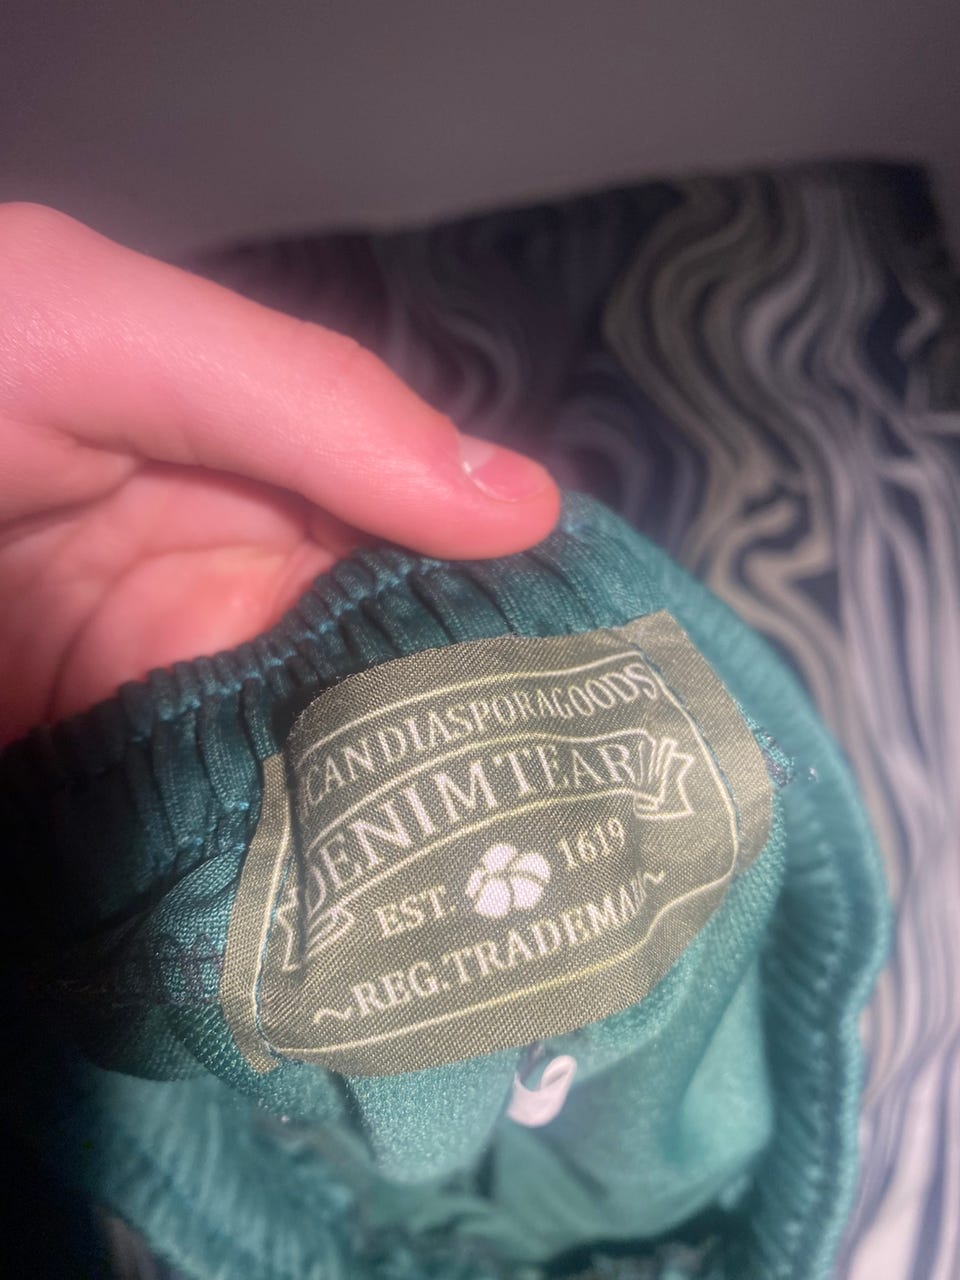 CAN DIASPORA GOODS
DENIM TEAR
EST. 1619
~REG. TRADEMA~